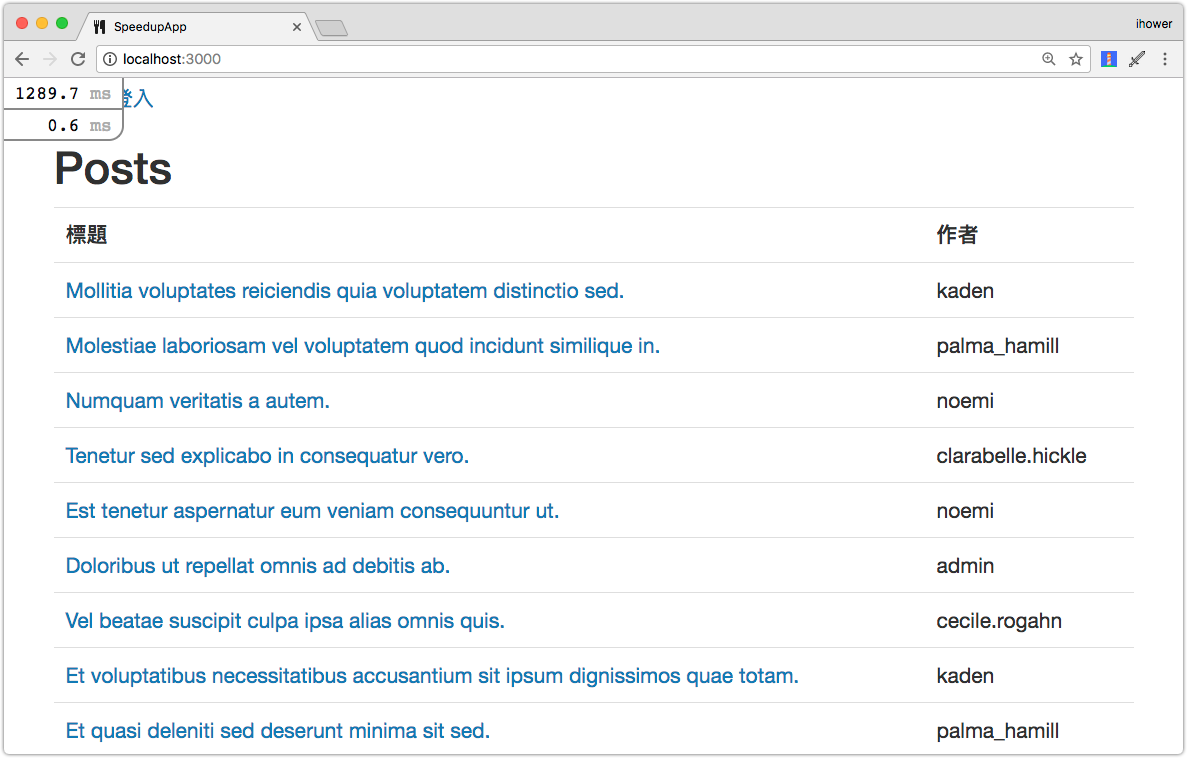 SpeedupApp
ihower
localhost:3000
1289.7 ms
登入
0.6 ms
Posts
標題 作者
Mollitia voluptates reiciendis quia voluptatem distinctio sed. kaden
Molestiae laboriosam vel voluptatem quod incidunt similique in. palma_hamill
Numquam veritatis a autem. noemi
Tenetur sed explicabo in consequatur vero. clarabelle.hickle
Est tenetur aspernatur eum veniam consequuntur ut. noemi
Doloribus ut repellat omnis ad debitis ab. admin
Vel beatae suscipit culpa ipsa alias omnis quis. cecile.rogahn
Et voluptatibus necessitatibus accusantium sit ipsum dignissimos quae totam. kaden
Et quasi deleniti sed deserunt minima sit sed. palma_hamill